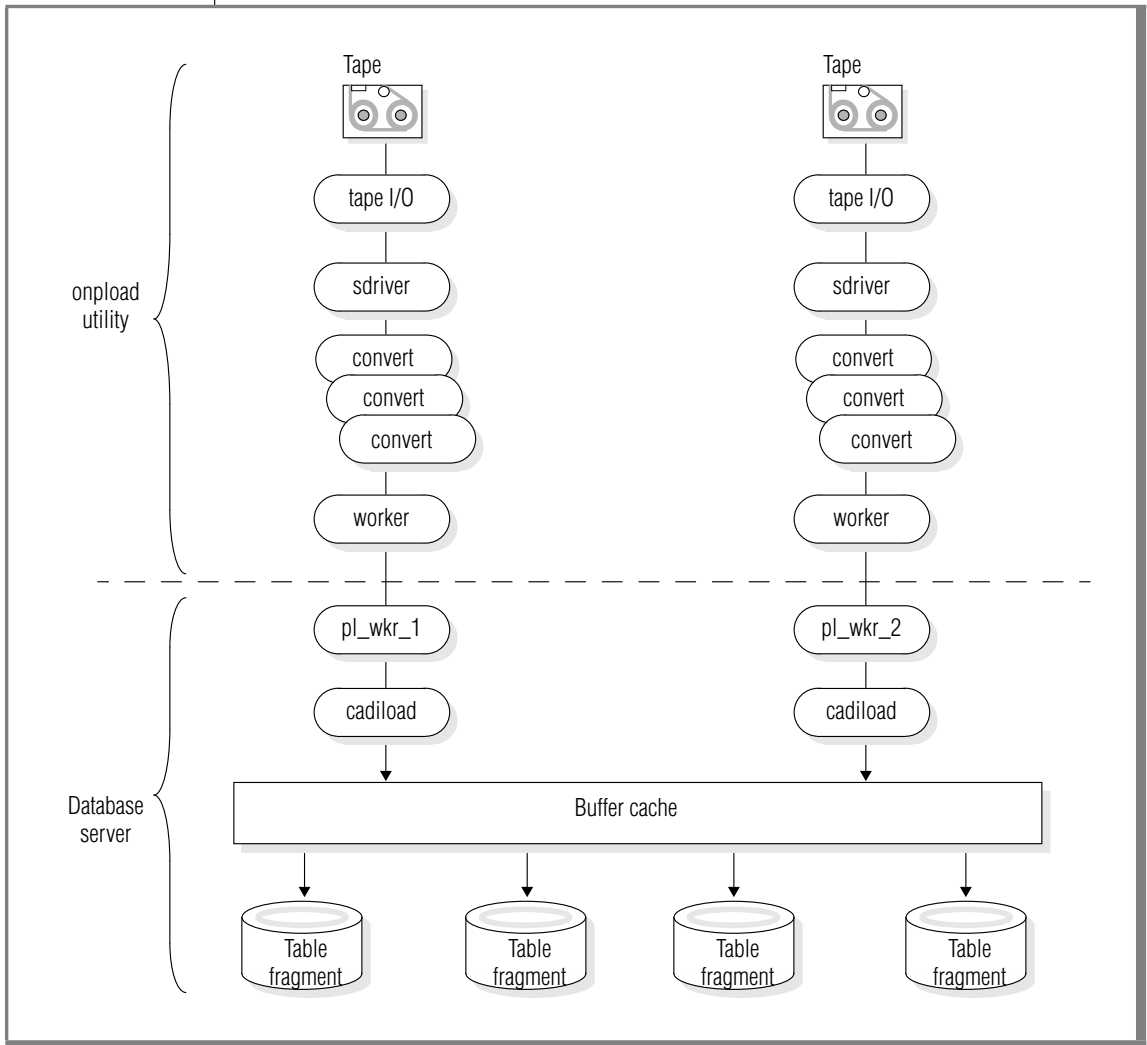 Tape
Tape
tape I/O
tape I/O
sdriver
sdriver
onpload
utility
convert
convert
convert
convert
convert
convert
worker
worker
pl_wkr_1
pl_wkr_2
cadiload
cadiload
Database
server
Buffer cache
Table
fragment
Table
fragment
Table
fragment
Table
fragment